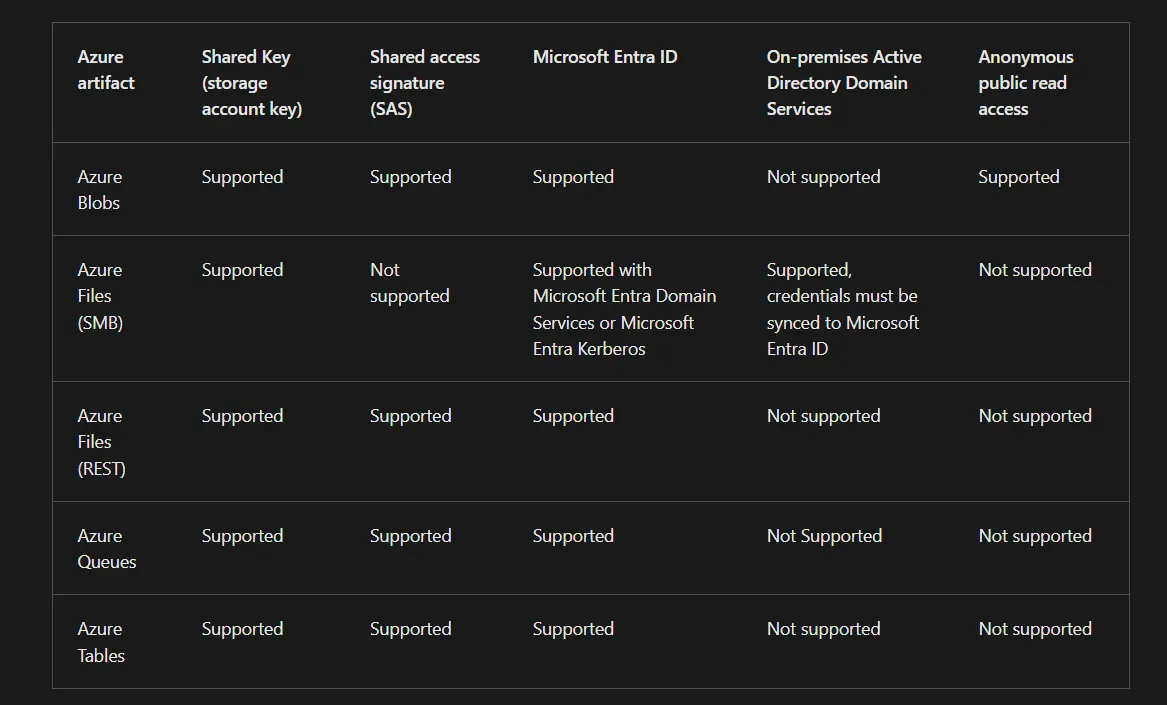 Azure artifact
Shared Key (storage account key)
Shared access signature (SAS)
Microsoft Entra ID
On-premises Active Directory Domain Services
Anonymous public read access
Azure Blobs
Supported
Supported
Supported
Not supported
Supported
Azure Files (SMB)
Supported
Not supported
Supported with Microsoft Entra Domain Services or Microsoft Entra Kerberos
Supported, credentials must be synced to Microsoft Entra ID
Not supported
Azure Files (REST)
Supported
Supported
Supported
Not supported
Not supported
Azure Queues
Supported
Supported
Supported
Not Supported
Not supported
Azure Tables
Supported
Supported
Supported
Not supported
Not supported